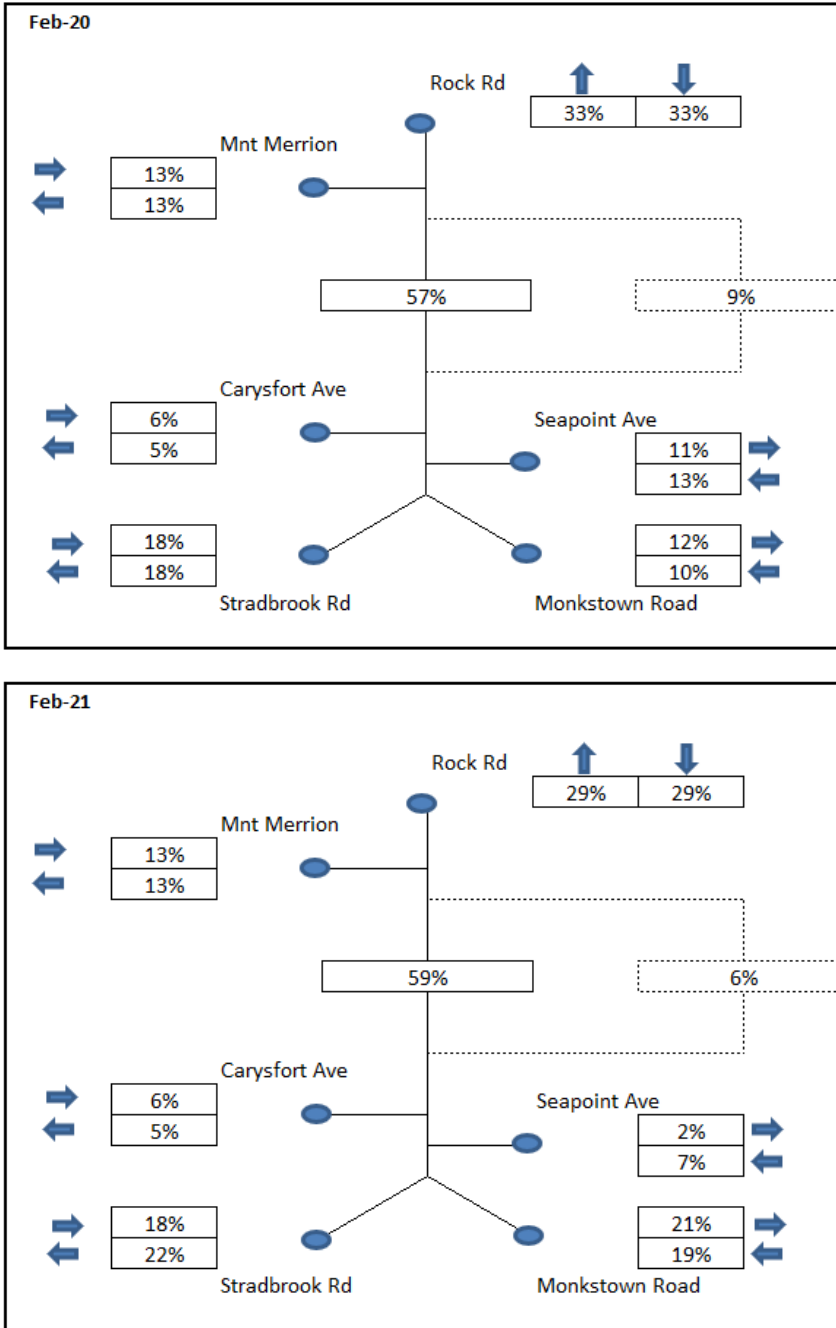 Feb-20
Rock Rd
33% 33%
Mnt Merrion
13%
13%
57% 9%
Carysfort Ave
6%
5%
Seapoint Ave
11%
13%
18%
18%
Stradbrook Rd
12%
10%
Monkstown Road
Feb-21
Rock Rd
29% 29%
Mnt Merrion
13%
13%
59% 6%
Carysfort Ave
6%
5%
Seapoint Ave
2%
7%
18%
22%
Stradbrook Rd
21%
19%
Monkstown Road